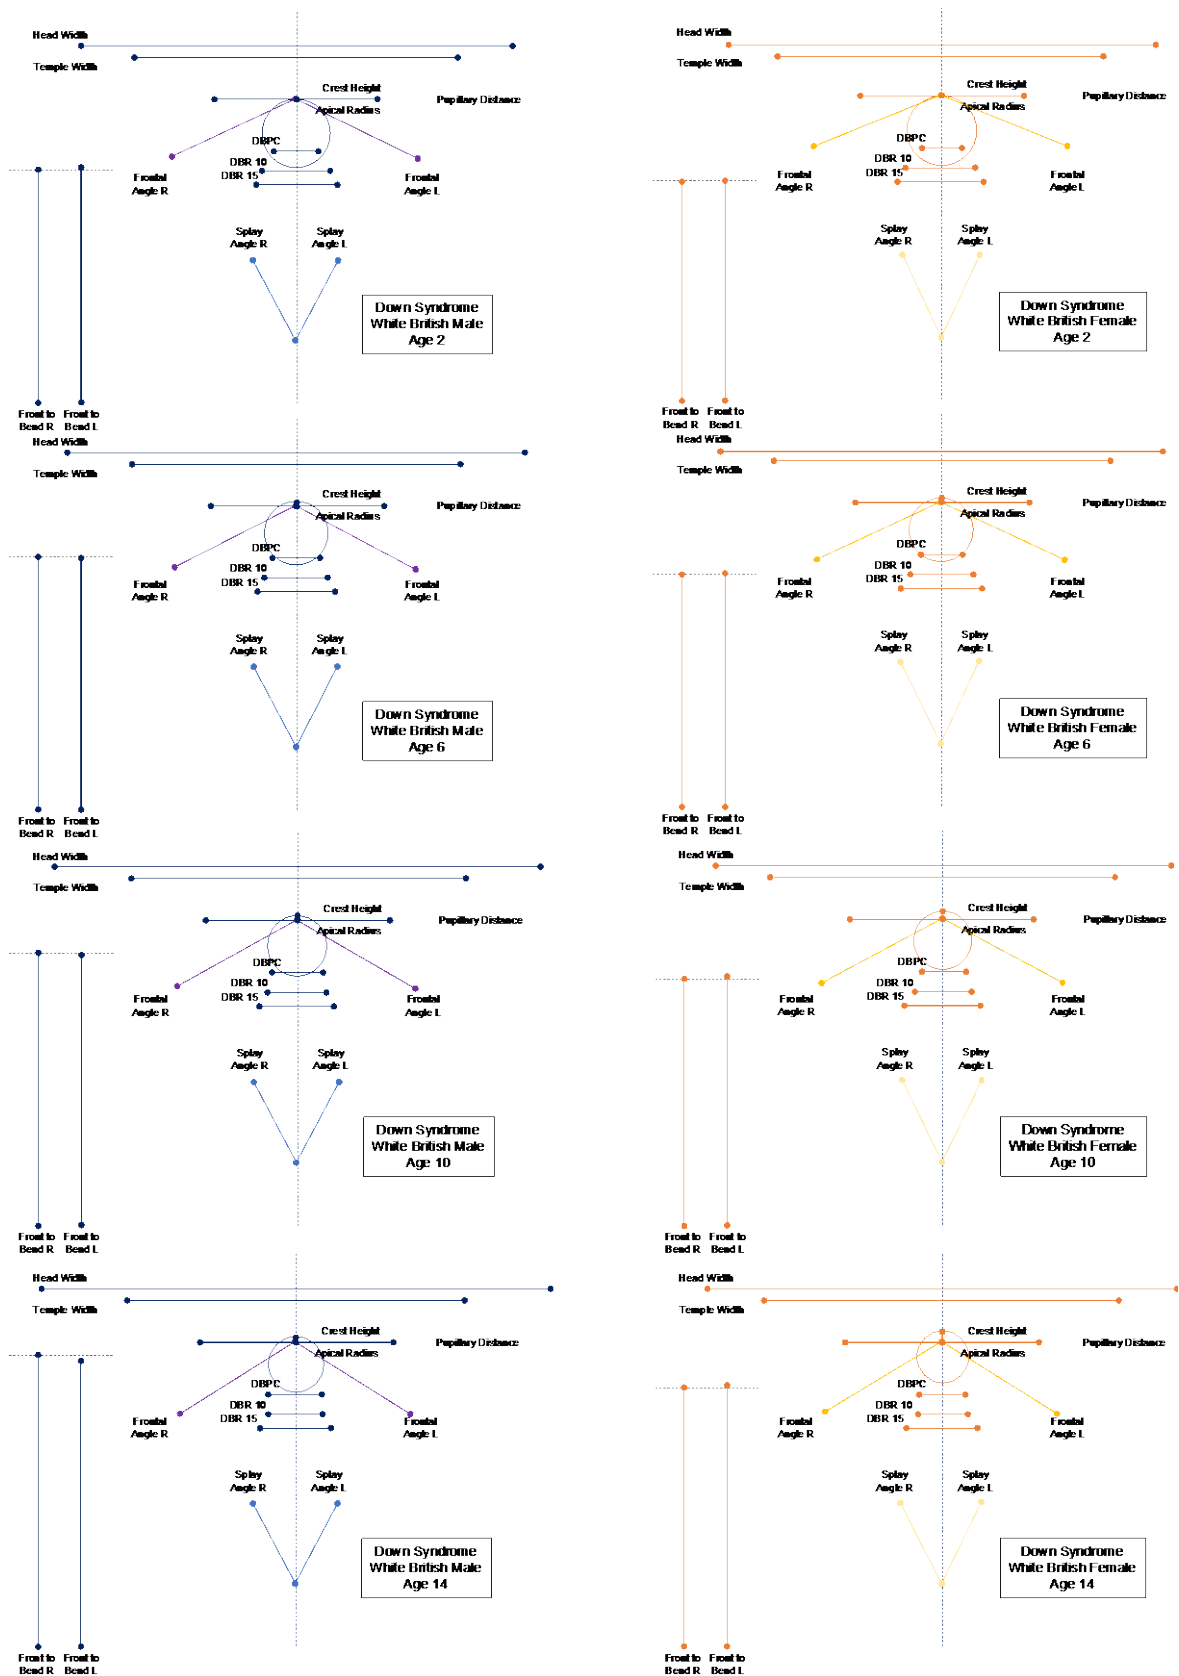 Head Width
Temple Width
Crest Height
Pupillary Distance
Apical Radius
DBPC
DBR 10
DBR 15
Frontal
Angle R
Frontal
Angle L
Splay
Angle R
Splay
Angle L
Down Syndrome
White British Male
Age 2
Front to
Bend R
Front to
Bend L
Head Width
Temple Width
Crest Height
Pupillary Distance
Apical Radius
DBPC
DBR 10
DBR 15
Frontal
Angle R
Frontal
Angle L
Splay
Angle R
Splay
Angle L
Down Syndrome
White British Female
Age 2
Front to
Bend R
Front to
Bend L
Head Width
Temple Width
Crest Height
Pupillary Distance
Apical Radius
DBPC
DBR 10
DBR 15
Frontal
Angle R
Frontal
Angle L
Splay
Angle R
Splay
Angle L
Down Syndrome
White British Male
Age 6
Front to
Bend R
Front to
Bend L
Head Width
Temple Width
Crest Height
Pupillary Distance
Apical Radius
DBPC
DBR 10
DBR 15
Frontal
Angle R
Frontal
Angle L
Splay
Angle R
Splay
Angle L
Down Syndrome
White British Female
Age 6
Front to
Bend R
Front to
Bend L
Head Width
Temple Width
Crest Height
Pupillary Distance
Apical Radius
DBPC
DBR 10
DBR 15
Frontal
Angle R
Frontal
Angle L
Splay
Angle R
Splay
Angle L
Down Syndrome
White British Male
Age 10
Front to
Bend R
Front to
Bend L
Head Width
Temple Width
Crest Height
Pupillary Distance
Apical Radius
DBPC
DBR 10
DBR 15
Frontal
Angle R
Frontal
Angle L
Splay
Angle R
Splay
Angle L
Down Syndrome
White British Female
Age 10
Front to
Bend R
Front to
Bend L
Head Width
Temple Width
Crest Height
Pupillary Distance
Apical Radius
DBPC
DBR 10
DBR 15
Frontal
Angle R
Frontal
Angle L
Splay
Angle R
Splay
Angle L
Down Syndrome
White British Male
Age 14
Front to
Bend R
Front to
Bend L
Head Width
Temple Width
Crest Height
Pupillary Distance
Apical Radius
DBPC
DBR 10
DBR 15
Frontal
Angle R
Frontal
Angle L
Splay
Angle R
Splay
Angle L
Down Syndrome
White British Female
Age 14
Front to
Bend R
Front to
Bend L